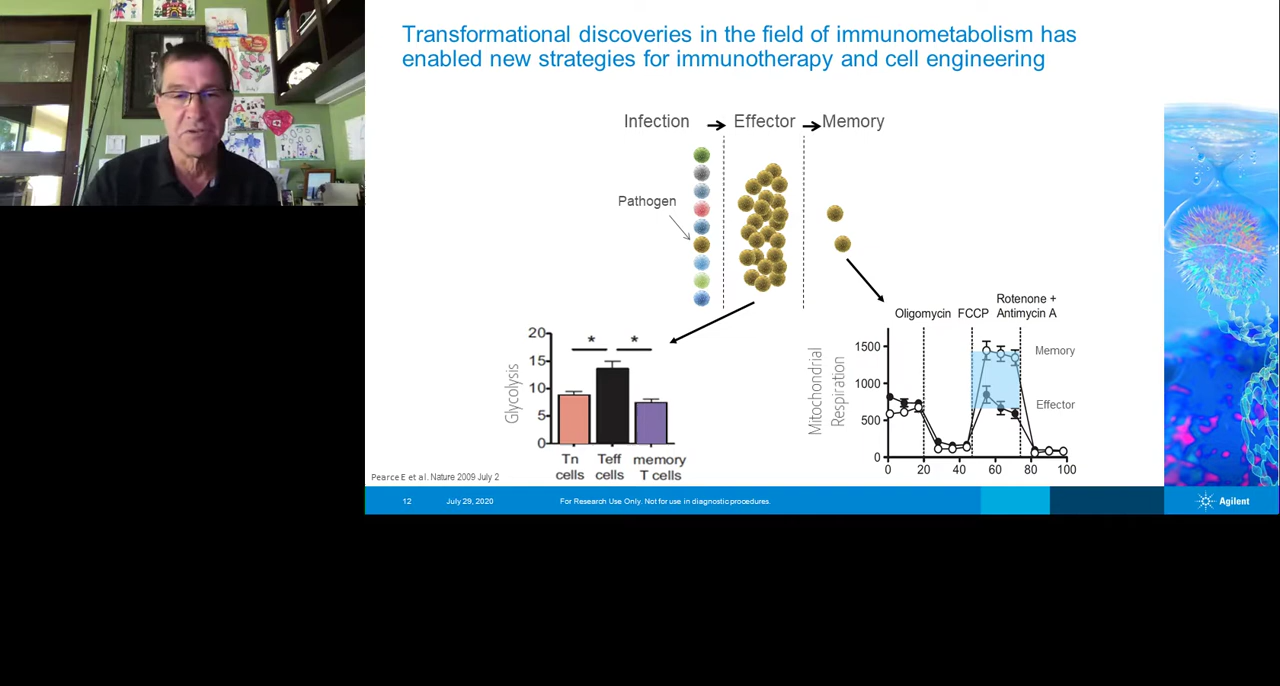 Transformational discoveries in the field of immunometabolism has
enabled new strategies for immunotherapy and cell engineering
Infection
Effector
Memory
Pathogen
Oligomycin
FCCP
Rotenone +
Antimycin A
20
15
10
5
0
Glycolysis
*
*
Tn
cells
Teff
cells
memory
T cells
Mitochondrial
Respiration
1500
1000
500
0
0
20
40
60
80
100
Memory
Effector
Pearce E et al. Nature 2009 July 2
12
July 29, 2020
For Research Use Only. Not for use in diagnostic procedures.
Agilent